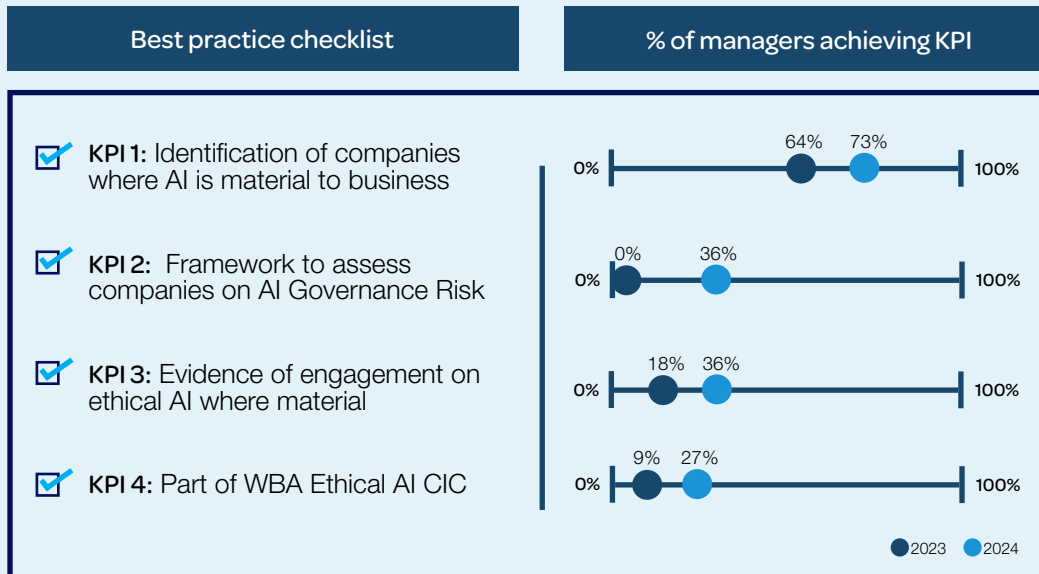 Best practice checklist
% of managers achieving KPI
KPI 1: Identification of companies
where AI is material to business
64% 73%
0% 100%
KPI 2: Framework to assess
companies on AI Governance Risk
0% 36%
0% 100%
KPI 3: Evidence of engagement on
ethical AI where material
18% 36%
0% 100%
KPI 4: Part of WBA Ethical AI CIC
9% 27%
0% 100%
2023 2024